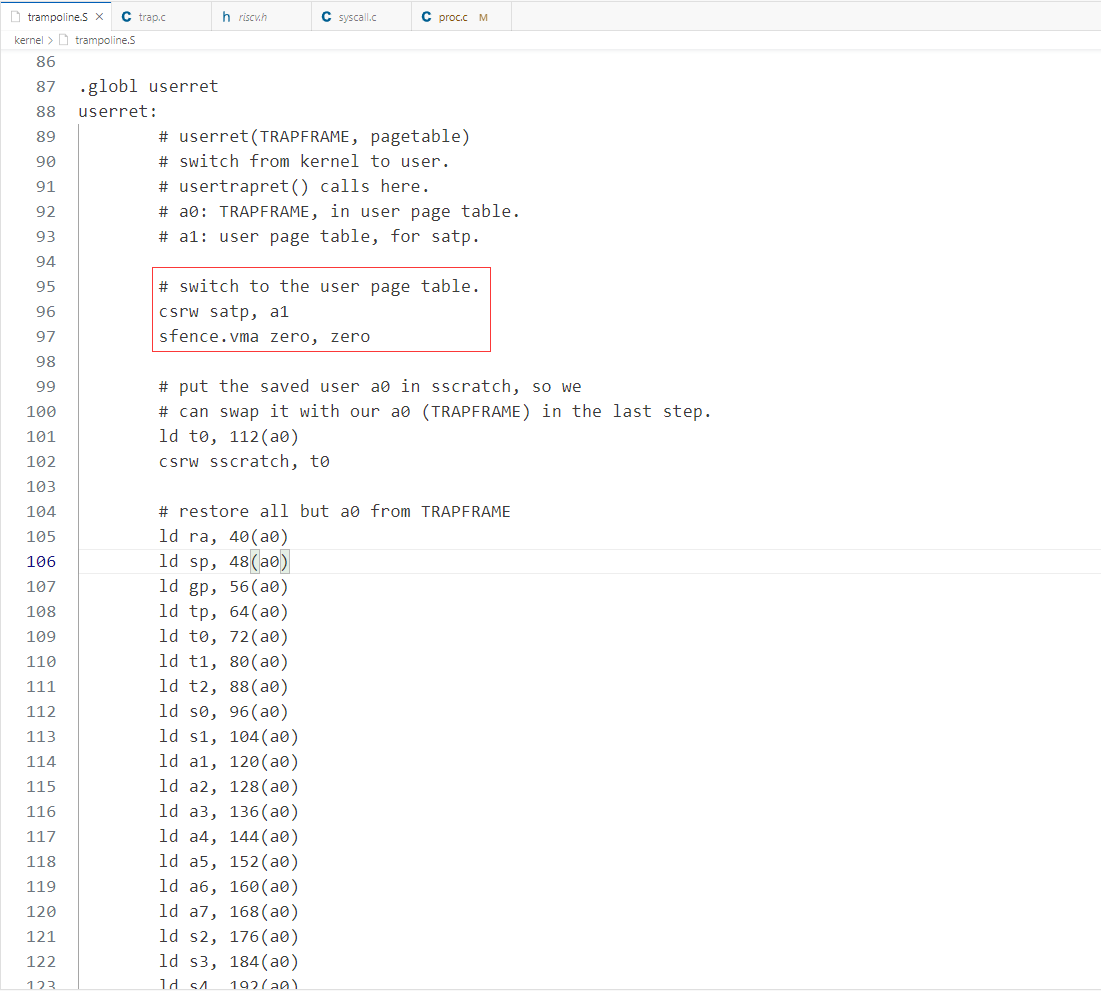 trampoline.S × C trap.c h riscv.h C syscall.c C proc.c M
kernel > trampoline.S
86
87 .globl userret
88 userret:
89 # userret(TRAPFRAME, pagetable)
90 # switch from kernel to user.
91 # usertrapret() calls here.
92 # a0: TRAPFRAME, in user page table.
93 # a1: user page table, for satp.
94
95 # switch to the user page table.
96 csrw satp, a1
97 sfence.vma zero, zero
98
99 # put the saved user a0 in sscratch, so we
100 # can swap it with our a0 (TRAPFRAME) in the last step.
101 ld t0, 112(a0)
102 csrw sscratch, t0
103
104 # restore all but a0 from TRAPFRAME
105 ld ra, 40(a0)
106 ld sp, 48(a0)
107 ld gp, 56(a0)
108 ld tp, 64(a0)
109 ld t0, 72(a0)
110 ld t1, 80(a0)
111 ld t2, 88(a0)
112 ld s0, 96(a0)
113 ld s1, 104(a0)
114 ld a1, 120(a0)
115 ld a2, 128(a0)
116 ld a3, 136(a0)
117 ld a4, 144(a0)
118 ld a5, 152(a0)
119 ld a6, 160(a0)
120 ld a7, 168(a0)
121 ld s2, 176(a0)
122 ld s3, 184(a0)
123 ld s4, 192(a0)